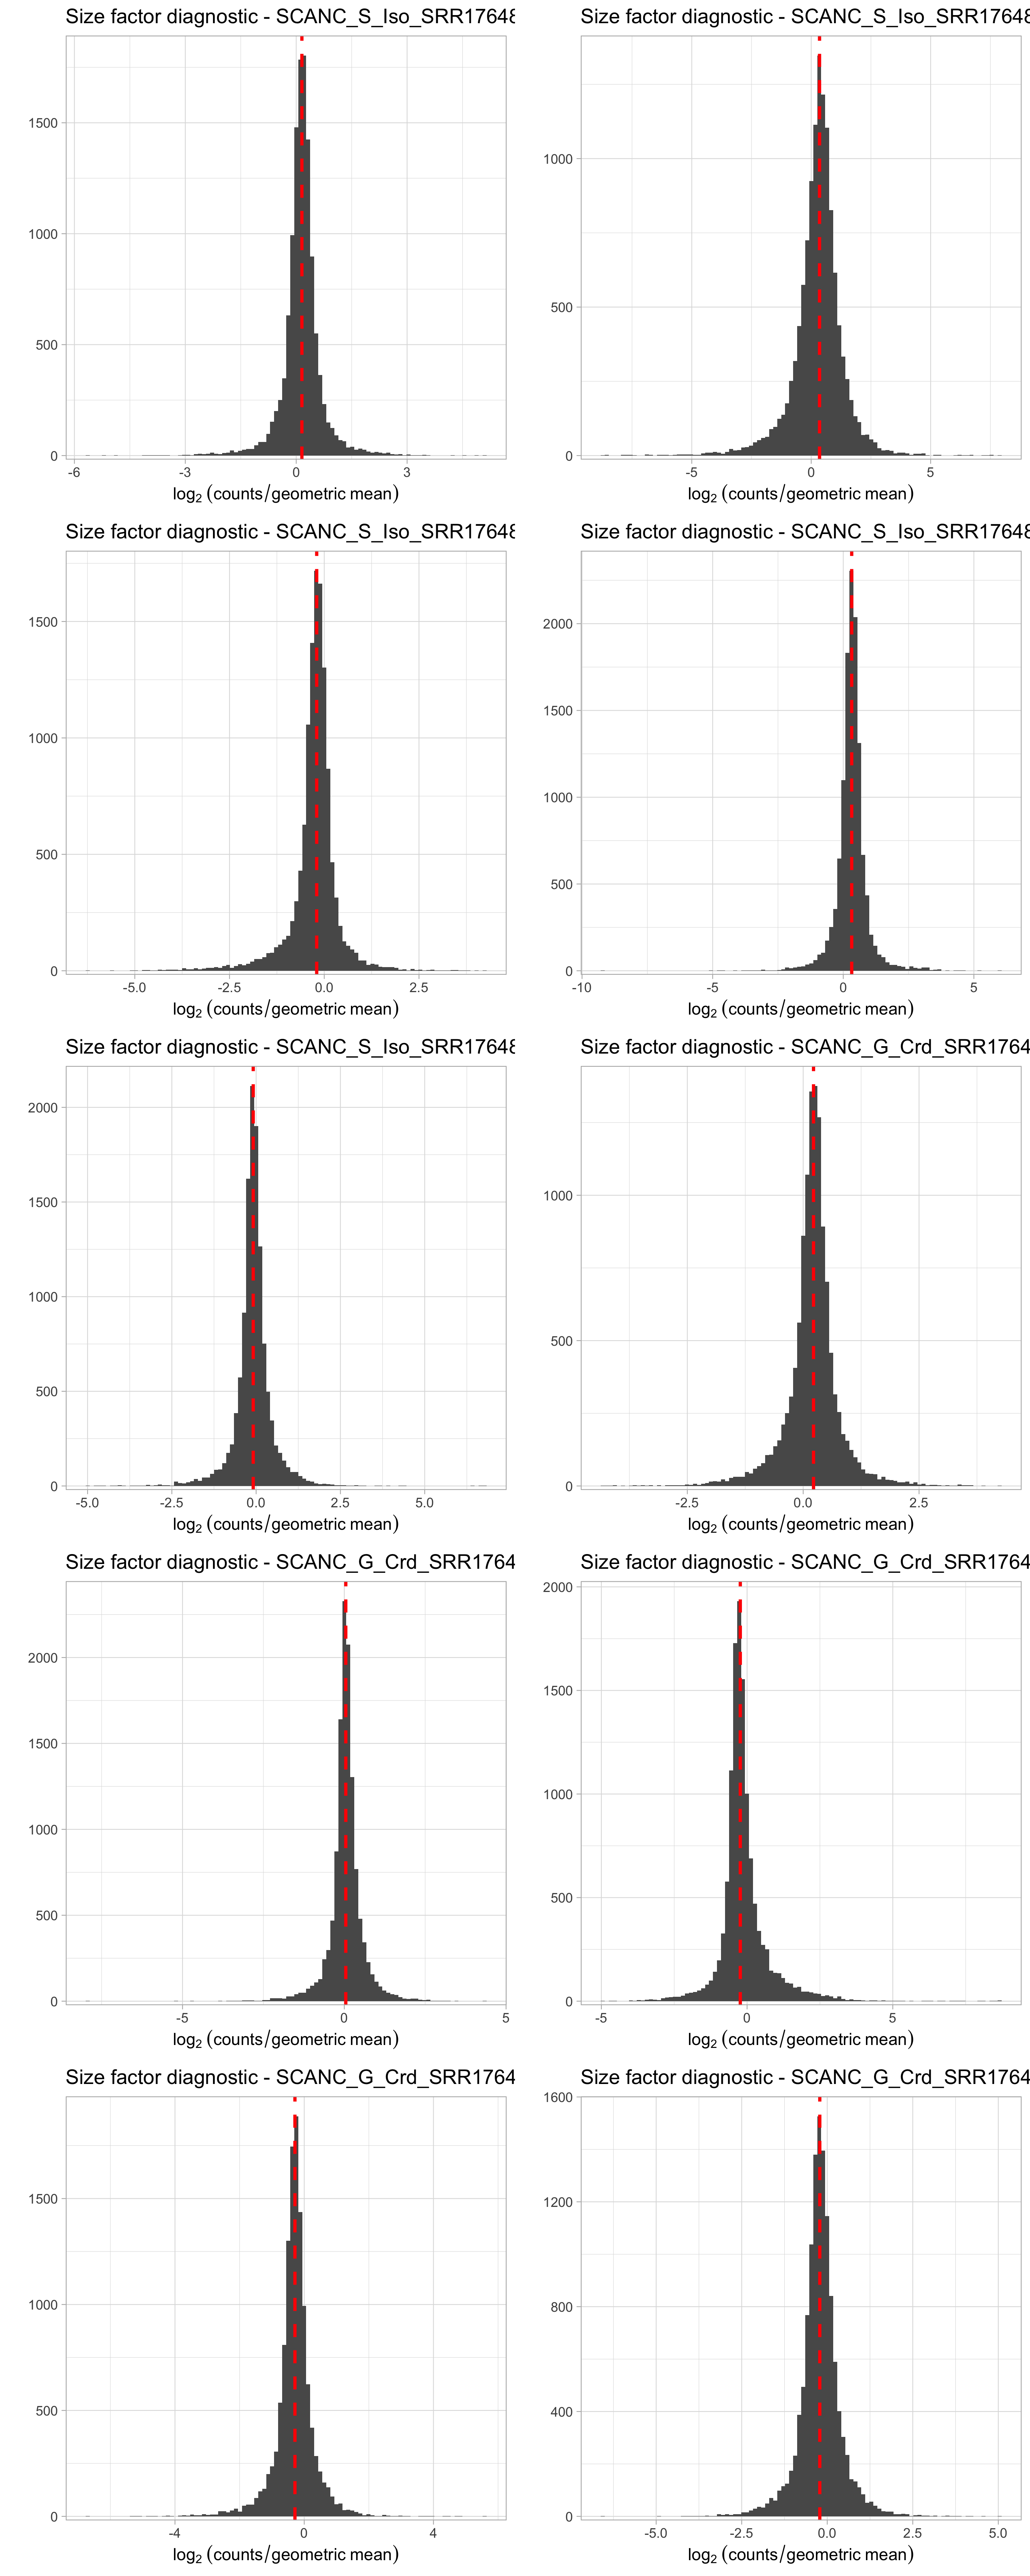 Size factor diagnostic - SCANC_S_Iso_SRR17648
1500
1000
500
0
-6 -3 0 3
log2 (counts/geometric mean)
Size factor diagnostic - SCANC_S_Iso_SRR17648
1000
500
0
-5 0 5
log2 (counts/geometric mean)
Size factor diagnostic - SCANC_S_Iso_SRR17648
1500
1000
500
0
-5.0 -2.5 0.0 2.5
log2 (counts/geometric mean)
Size factor diagnostic - SCANC_S_Iso_SRR17648
2000
1500
1000
500
0
-10 -5 0 5
log2 (counts/geometric mean)
Size factor diagnostic - SCANC_S_Iso_SRR17648
2000
1500
1000
500
0
-5.0 -2.5 0.0 2.5 5.0
log2 (counts/geometric mean)
Size factor diagnostic - SCANC_G_Crd_SRR1764
1000
500
0
-2.5 0.0 2.5
log2 (counts/geometric mean)
Size factor diagnostic - SCANC_G_Crd_SRR1764
2000
1500
1000
500
0
-5 0 5
log2 (counts/geometric mean)
Size factor diagnostic - SCANC_G_Crd_SRR1764
2000
1500
1000
500
0
-5 0 5
log2 (counts/geometric mean)
Size factor diagnostic - SCANC_G_Crd_SRR1764
1500
1000
500
0
-4 0 4
log2 (counts/geometric mean)
Size factor diagnostic - SCANC_G_Crd_SRR1764
1600
1200
800
400
0
-5.0 -2.5 0.0 2.5 5.0
log2 (counts/geometric mean)